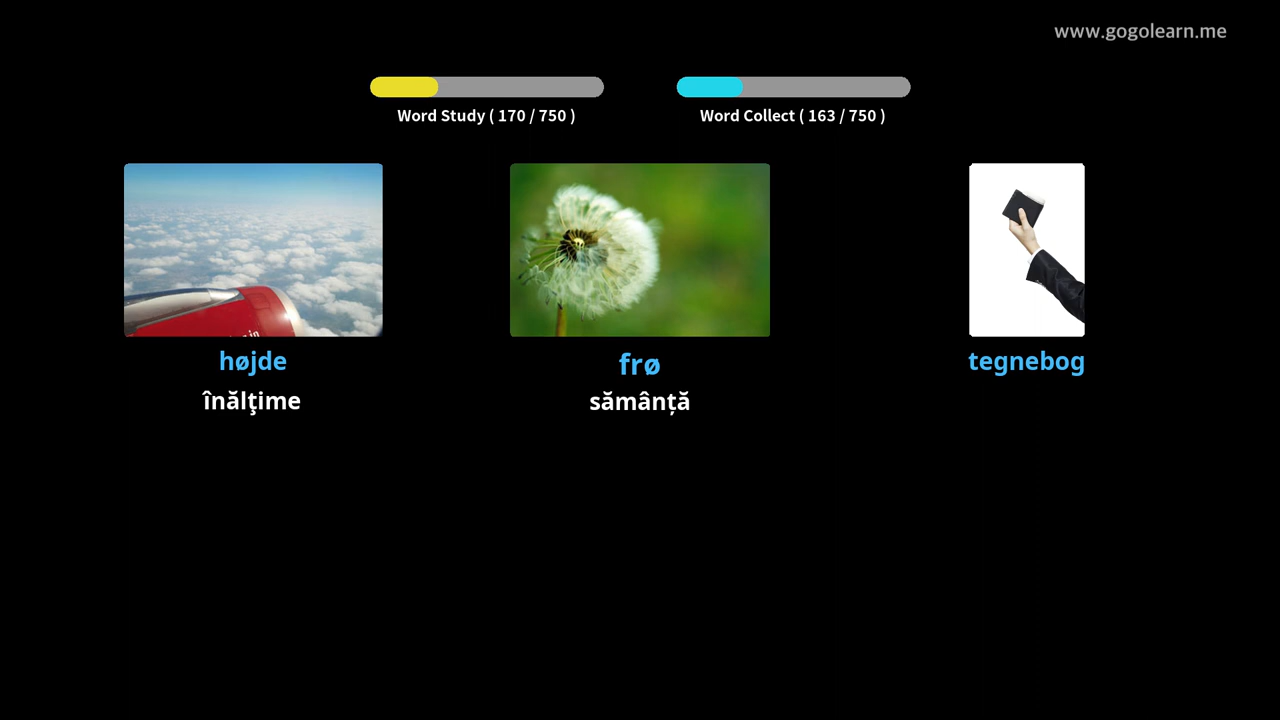 www.gogolearn.me
Word Study ( 170 / 750 )
Word Collect ( 163 / 750 )
højde
frø
tegnebog
înălţime
sămânță